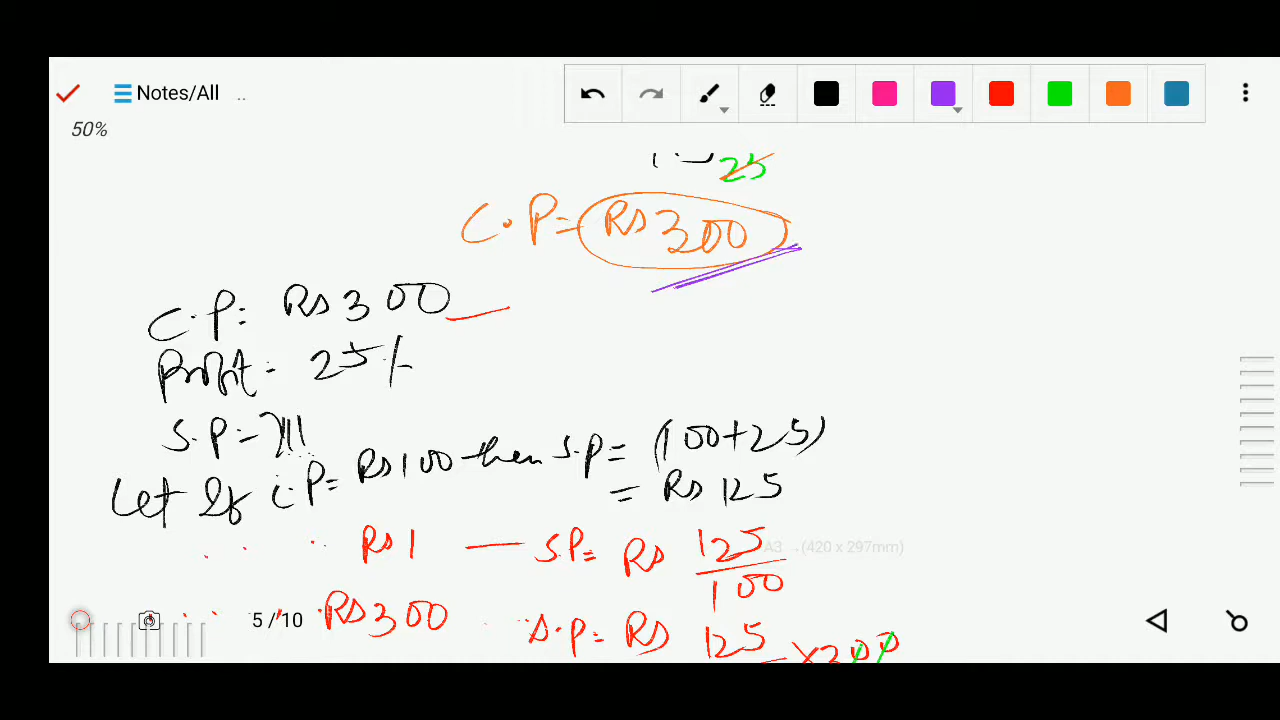 Notes/All ..
50%
25
C.P= Rs 300
C.P= Rs 300
Profit = 25%
S.P=???
Let If C.P= Rs 100 then S.P= (100+25)
= Rs 125
.. .. .. Rs 1 — S.P= Rs 125/100
A3 (420 x 297mm)
5 / 10
.. .. .. Rs 300 .. .. S.P= Rs 125 ×300